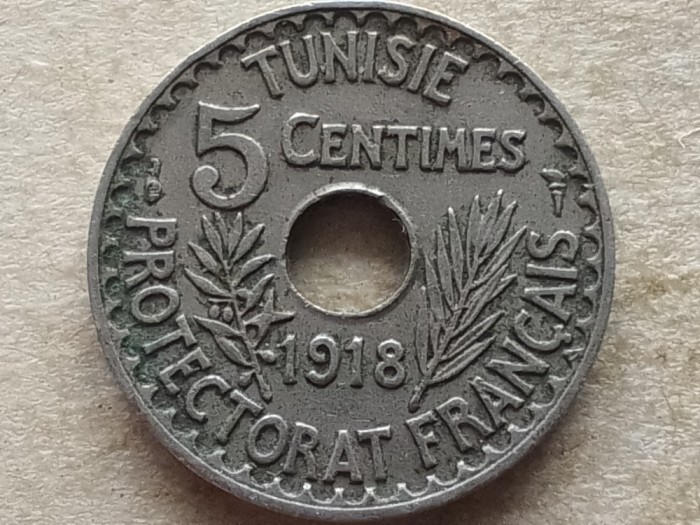 TUNISIE
5 CENTIMES
1918
PROTECTORAT FRANÇAIS